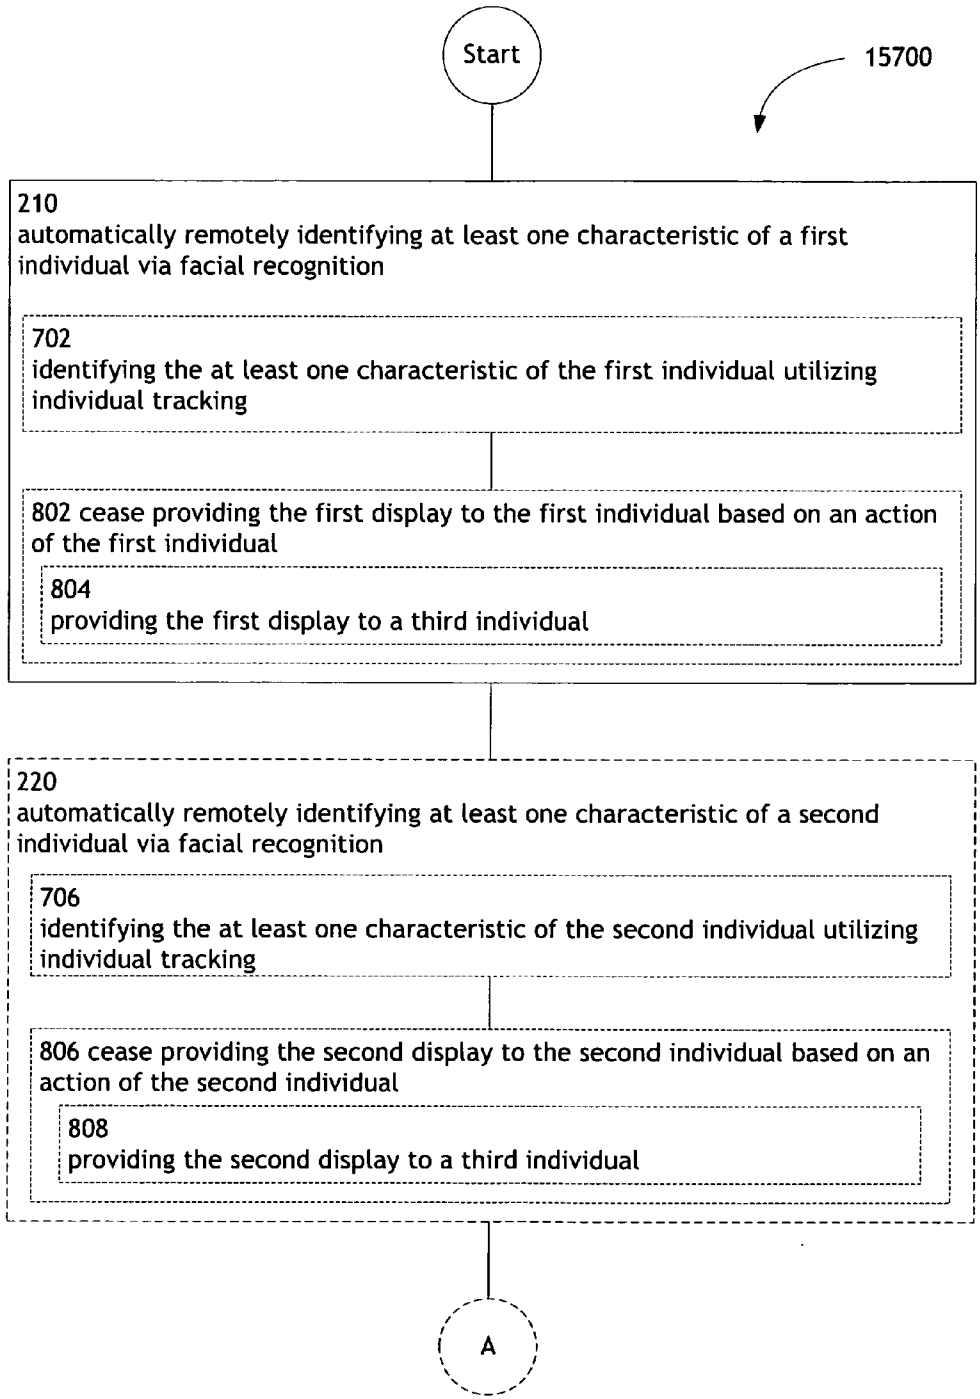 Start
15700
210
automatically remotely identifying at least one characteristic of a first
individual via facial recognition
702
identifying the at least one characteristic of the first individual utilizing
individual tracking
802 cease providing the first display to the first individual based on an action
of the first individual
804
providing the first display to a third individual
220
automatically remotely identifying at least one characteristic of a second
individual via facial recognition
706
identifying the at least one characteristic of the second individual utilizing
individual tracking
806 cease providing the second display to the second individual based on an
action of the second individual
808
providing the second display to a third individual
A